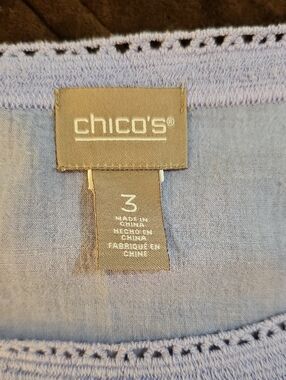 chico's®
3
MADE IN
CHINA
HECHO EN
CHINA
FABRIQUÉ EN
CHINE